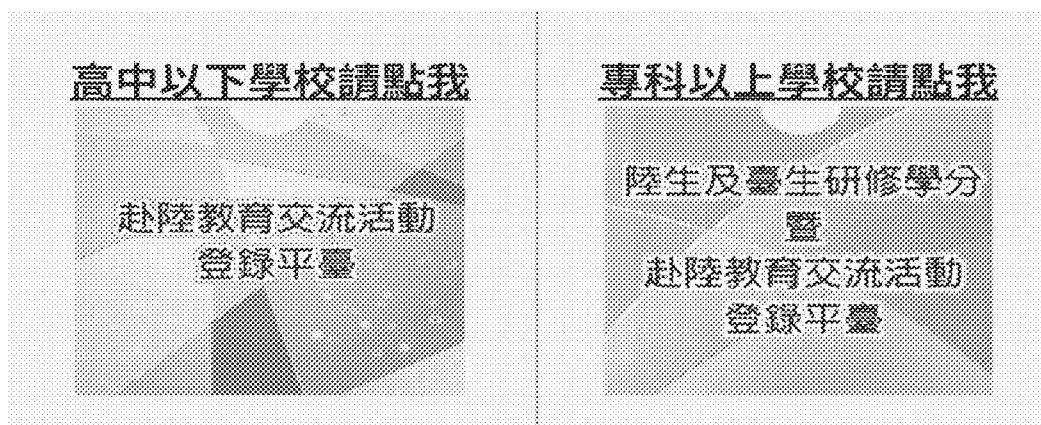 高中以下學校請點我
赴陸教育交流活動
登錄平臺
專科以上學校請點我
陸生及臺生研修學分
暨
赴陸教育交流活動
登錄平臺